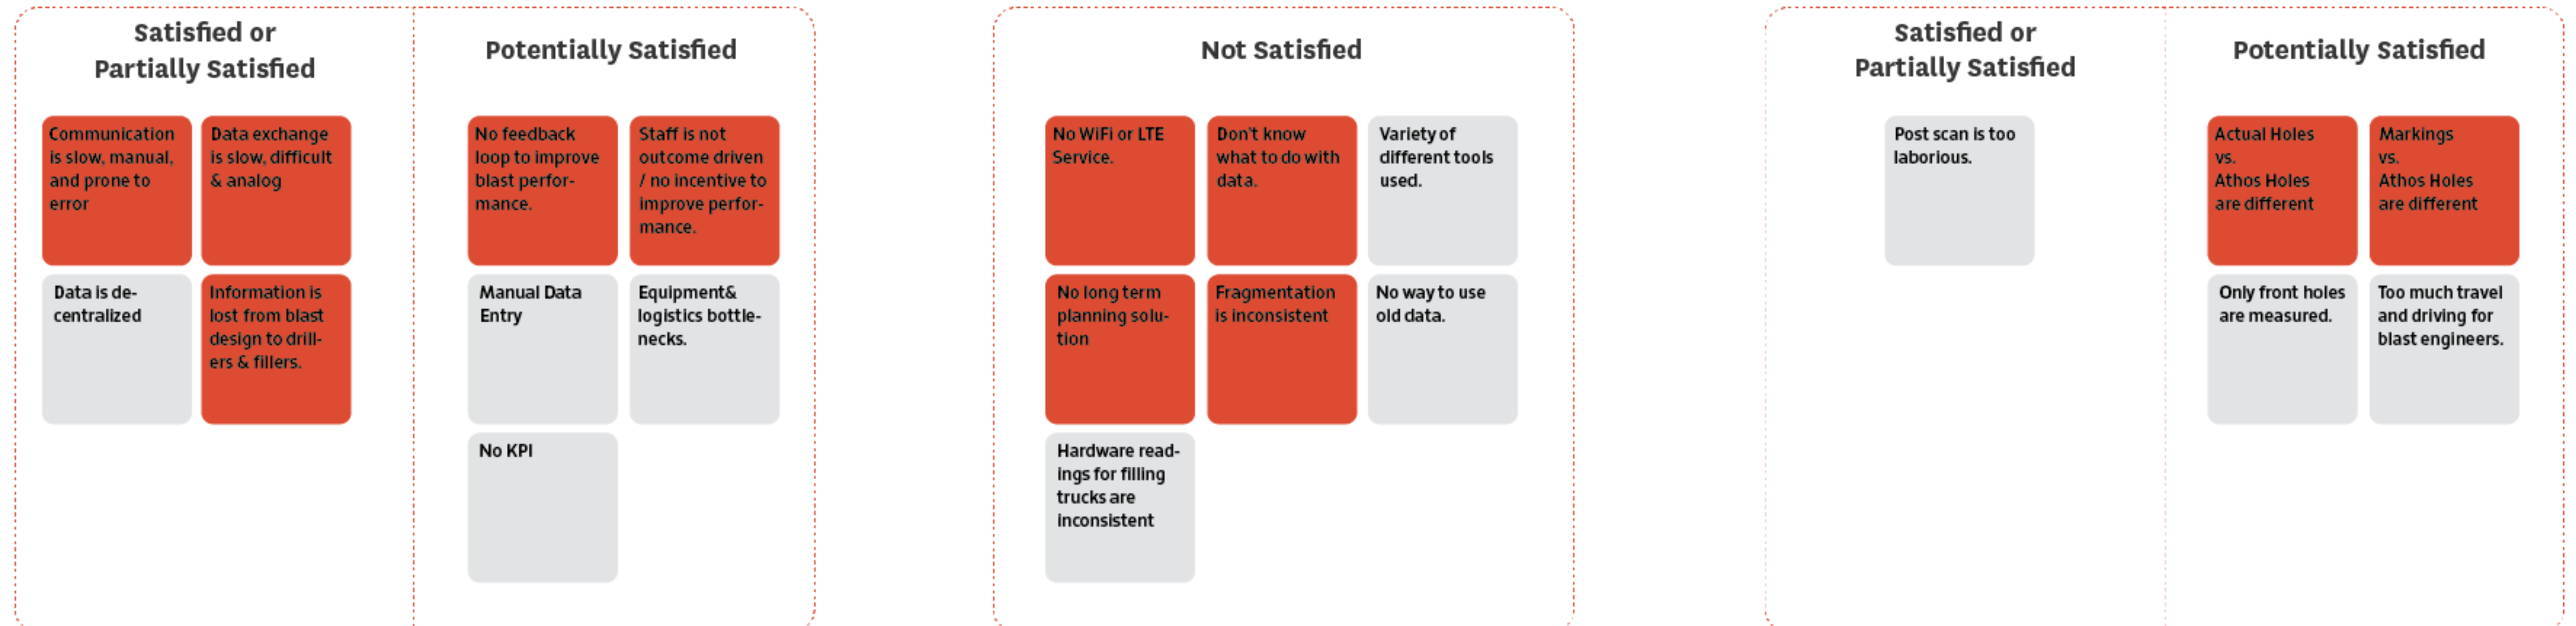 Satisfied or
Partially Satisfied
Communication
is slow, manual,
and prone to
error
Data exchange
is slow, difficult
& analog
Data is de-
centralized
Information is
lost from blast
design to drill-
ers & fillers.
Potentially Satisfied
No feedback
loop to improve
blast perfor-
mance.
Staff is not
outcome driven
/ no incentive to
improve perfor-
mance.
Manual Data
Entry
Equipment&
logistics bottle-
necks.
No KPI
Not Satisfied
No WiFi or LTE
Service.
Don't know
what to do with
data.
Variety of
different tools
used.
No long term
planning solu-
tion
Fragmentation
is inconsistent
No way to use
old data.
Hardware read-
ings for filling
trucks are
inconsistent
Satisfied or
Partially Satisfied
Post scan is too
laborious.
Potentially Satisfied
Actual Holes
vs.
Athos Holes
are different
Markings
vs.
Athos Holes
are different
Only front holes
are measured.
Too much travel
and driving for
blast engineers.